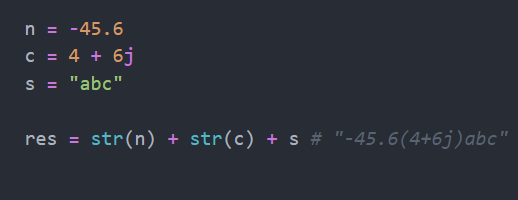 n = -45.6
c = 4 + 6j
s = "abc"
res = str(n) + str(c) + s # "-45.6(4+6j)abc"